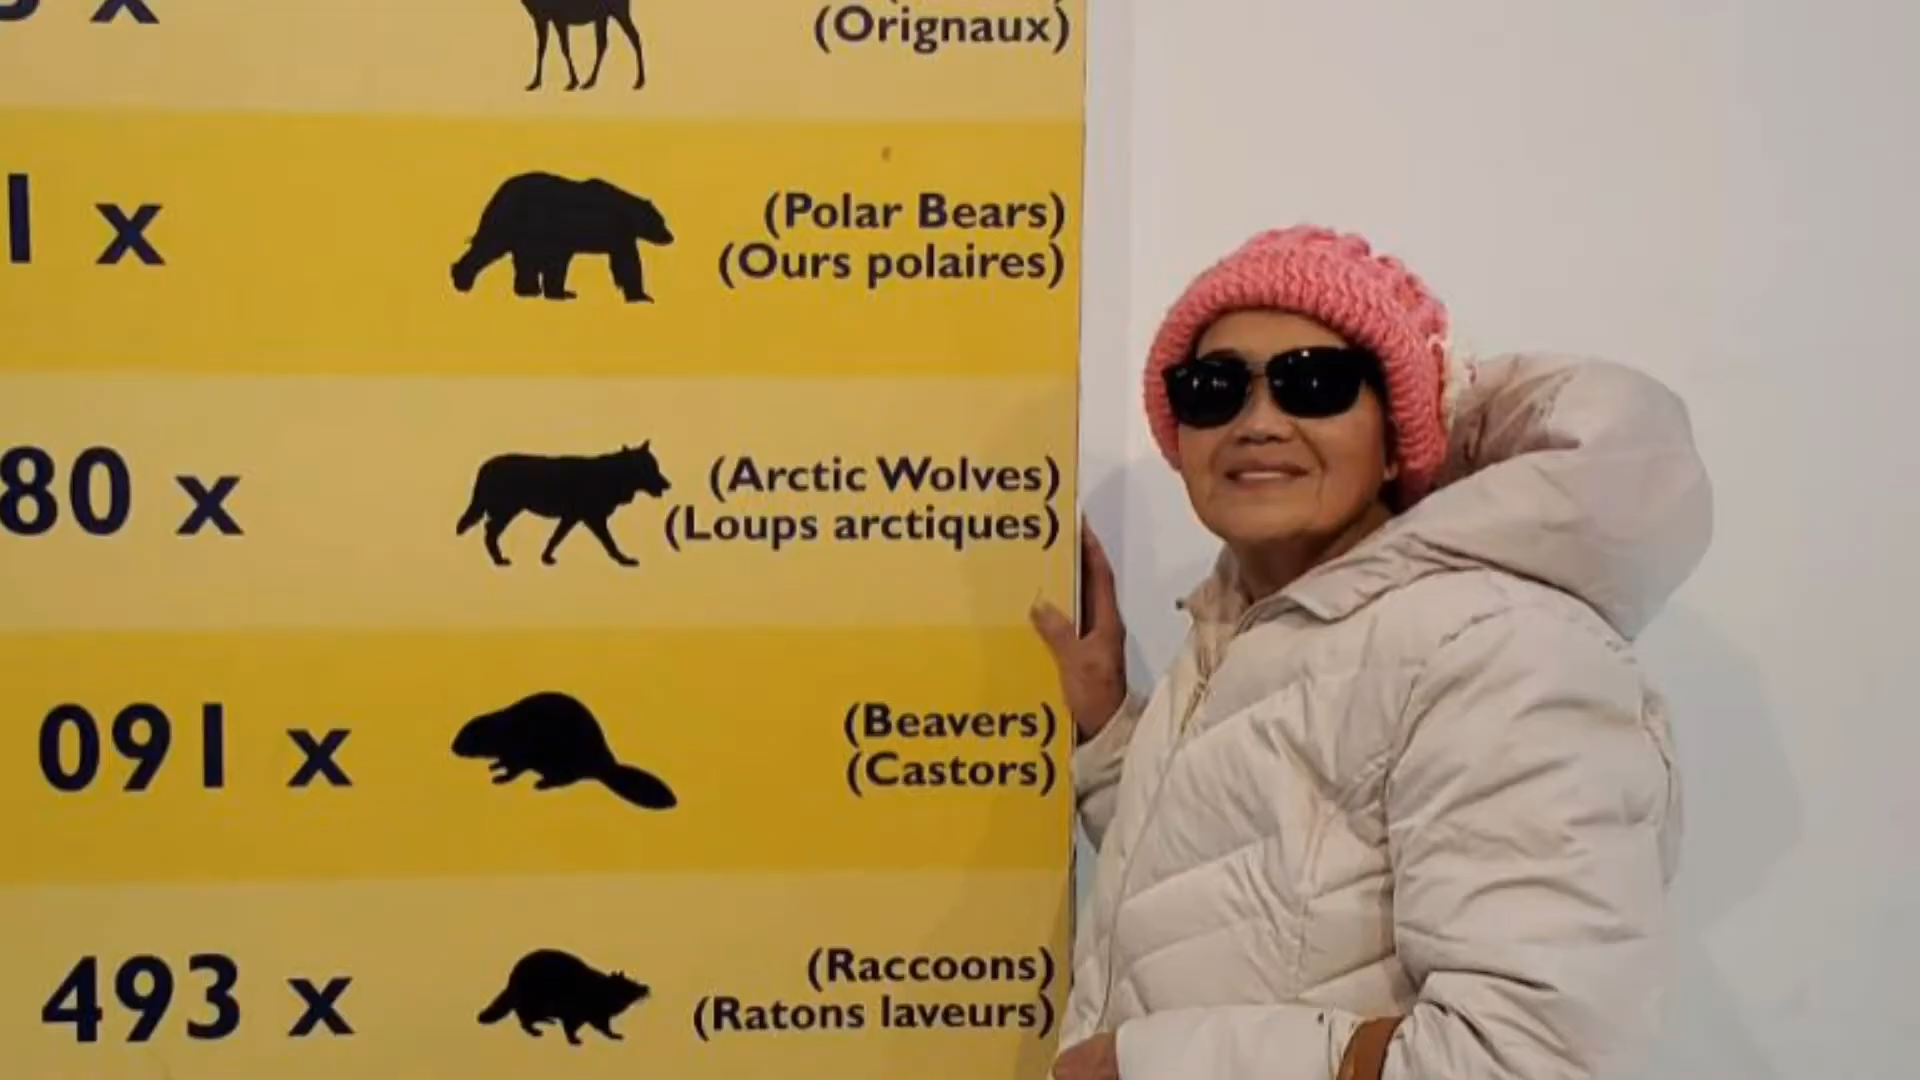 x
(Orignaux)
1 x
(Polar Bears)
(Ours polaires)
80 x
(Arctic Wolves)
(Loups arctiques)
091 x
(Beavers)
(Castors)
493 x
(Raccoons)
(Ratons laveurs)